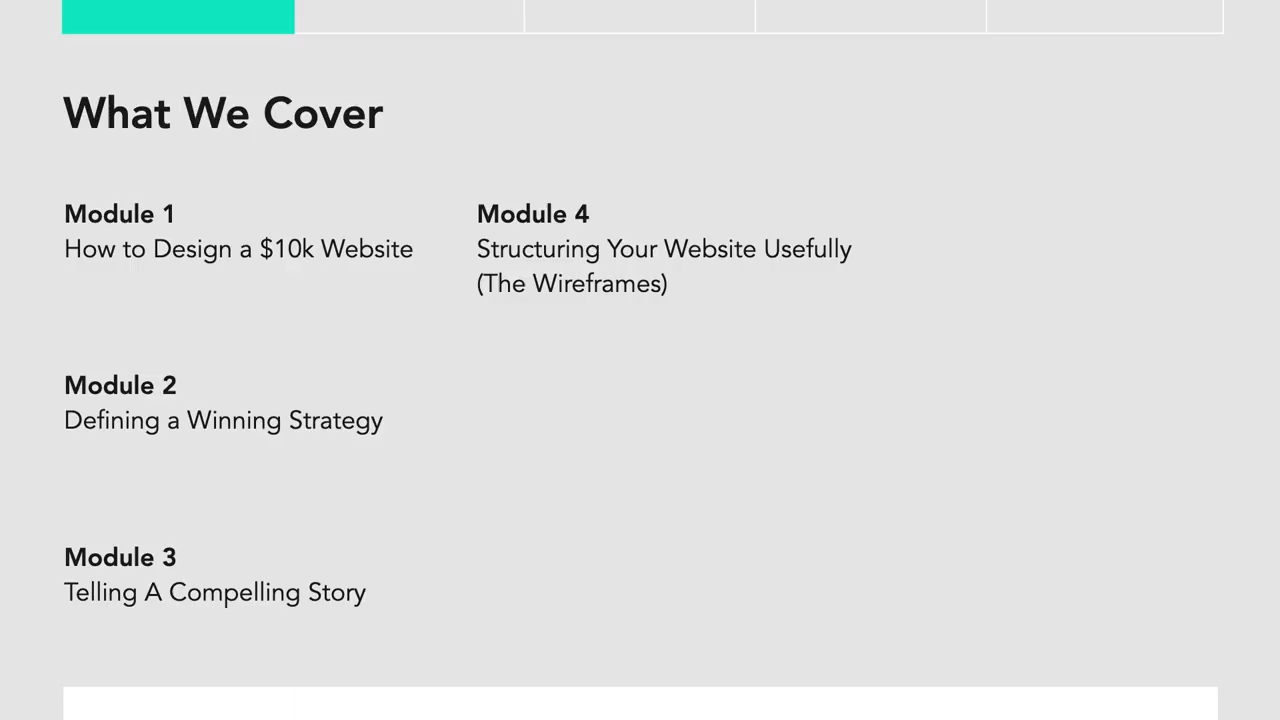 What We Cover
Module 1
How to Design a $10k Website
Module 2
Defining a Winning Strategy
Module 3
Telling A Compelling Story
Module 4
Structuring Your Website Usefully
(The Wireframes)